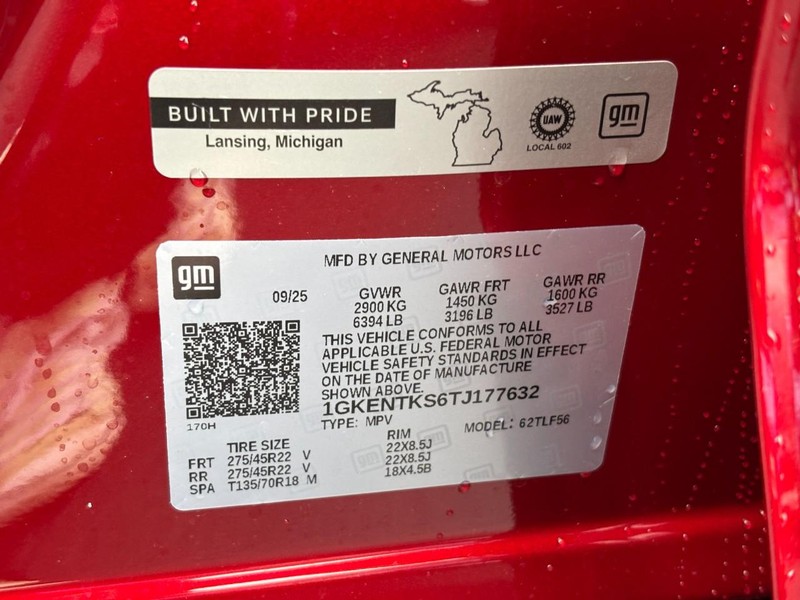 BUILT WITH PRIDE
Lansing, Michigan
UAW
LOCAL 602
gm
gm
MFD BY GENERAL MOTORS LLC
09/25
GVWR GAWR FRT GAWR RR
2900 KG 1450 KG 1600 KG
6394 LB 3196 LB 3527 LB
THIS VEHICLE CONFORMS TO ALL
APPLICABLE U.S. FEDERAL MOTOR
VEHICLE SAFETY STANDARDS IN EFFECT
ON THE DATE OF MANUFACTURE
SHOWN ABOVE.
1GKENTKS6TJ177632
170H
TYPE: MPV MODEL: 62TLF56
TIRE SIZE RIM
FRT 275/45R22 V 22X8.5J
RR 275/45R22 V 22X8.5J
SPA T135/70R18 M 18X4.5B